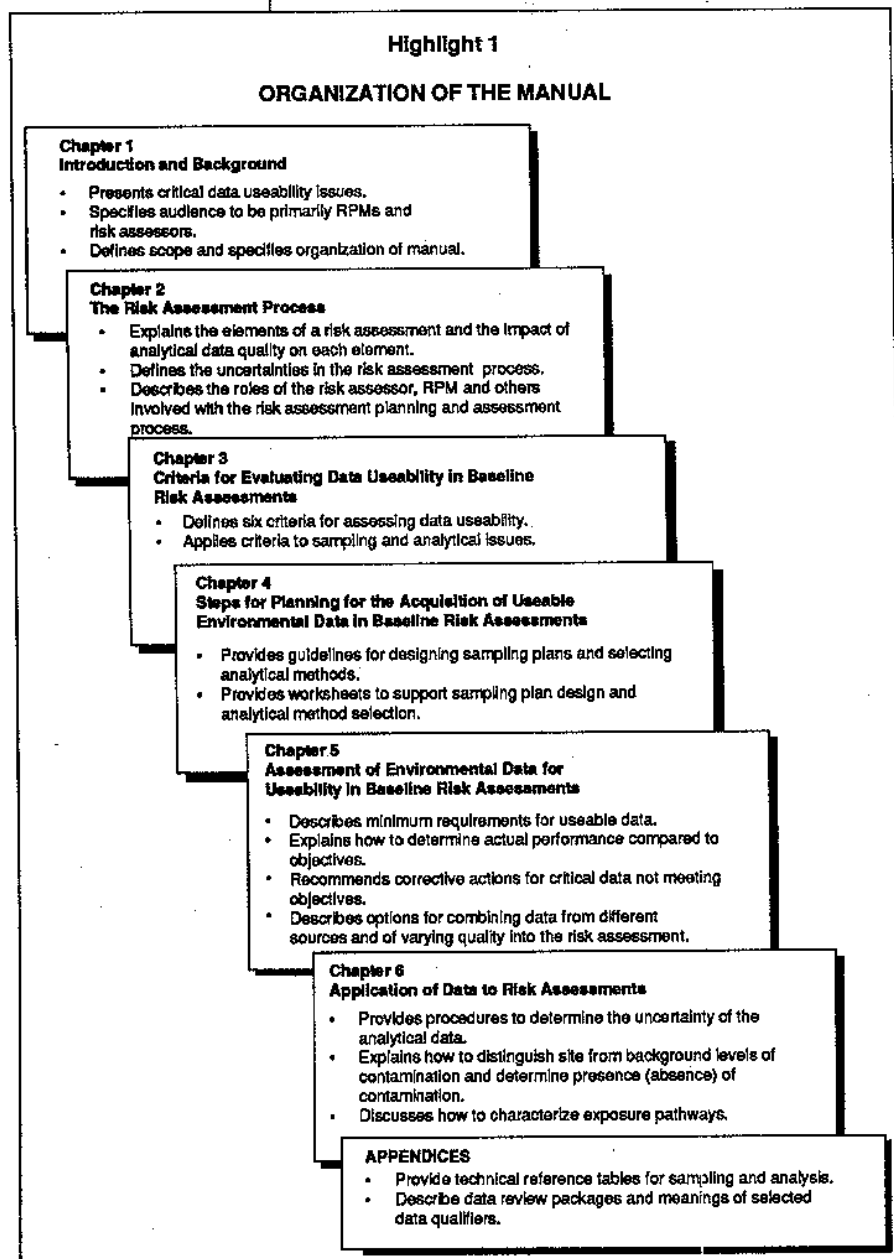 Highlight 1
ORGANIZATION OF THE MANUAL
Chapter 1
Introduction and Background
• Presents critical data useability issues.
• Specifies audience to be primarily RPMs and
risk assessors.
• Defines scope and specifies organization of manual.
Chapter 2
The Risk Assessment Process
• Explains the elements of a risk assessment and the impact of
analytical data quality on each element.
• Defines the uncertainties in the risk assessment process.
• Describes the roles of the risk assessor, RPM and others
involved with the risk assessment planning and assessment
process.
Chapter 3
Criteria for Evaluating Data Useability in Baseline
Risk Assessments
• Defines six criteria for assessing data useability.
• Applies criteria to sampling and analytical issues.
Chapter 4
Steps for Planning for the Acquisition of Useable
Environmental Data in Baseline Risk Assessments
• Provides guidelines for designing sampling plans and selecting
analytical methods.
• Provides worksheets to support sampling plan design and
analytical method selection.
Chapter 5
Assessment of Environmental Data for
Useability in Baseline Risk Assessments
• Describes minimum requirements for useable data.
• Explains how to determine actual performance compared to
objectives.
• Recommends corrective actions for critical data not meeting
objectives.
• Describes options for combining data from different
sources and of varying quality into the risk assessment.
Chapter 6
Application of Data to Risk Assessments
• Provides procedures to determine the uncertainty of the
analytical data.
• Explains how to distinguish site from background levels of
contamination and determine presence (absence) of
contamination.
• Discusses how to characterize exposure pathways.
APPENDICES
• Provide technical reference tables for sampling and analysis.
• Describe data review packages and meanings of selected
data qualifiers.